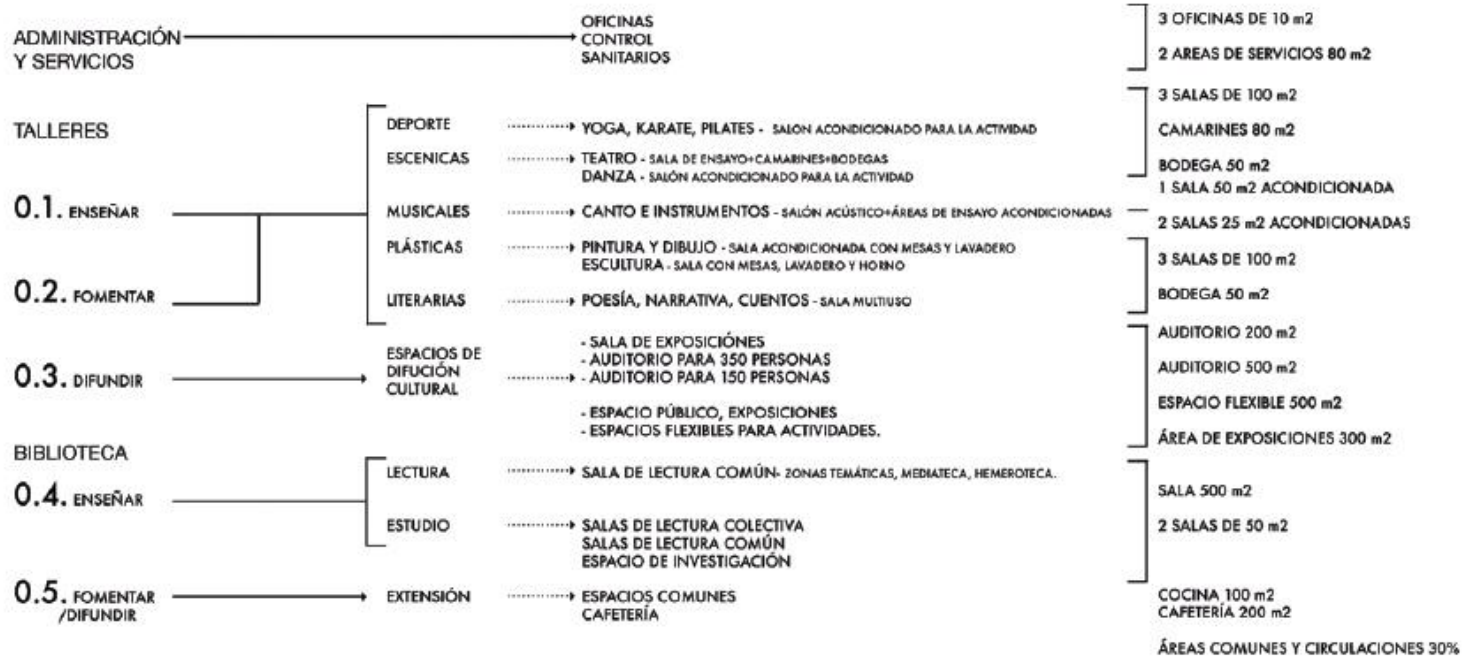 ADMINISTRACIÓN
Y SERVICIOS
OFICINAS
CONTROL
SANITARIOS
3 OFICINAS DE 10 m2
2 AREAS DE SERVICIOS 80 m2
TALLERES
0.1. ENSEÑAR
0.2. FOMENTAR
DEPORTE
YOGA, KARATE, PILATES - SALON ACONDICIONADO PARA LA ACTIVIDAD
ESCENICAS
TEATRO - SALA DE ENSAYO+CAMARINES+BODEGAS
DANZA - SALÓN ACONDICIONADO PARA LA ACTIVIDAD
3 SALAS DE 100 m2
CAMARINES 80 m2
BODEGA 50 m2
MUSICALES
CANTO E INSTRUMENTOS - SALÓN ACÚSTICO+ÁREAS DE ENSAYO ACONDICIONADAS
1 SALA 50 m2 ACONDICIONADA
2 SALAS 25 m2 ACONDICIONADAS
PLÁSTICAS
PINTURA Y DIBUJO - SALA ACONDICIONADA CON MESAS Y LAVADERO
ESCULTURA - SALA CON MESAS, LAVADERO Y HORNO
LITERARIAS
POESÍA, NARRATIVA, CUENTOS - SALA MULTIUSO
3 SALAS DE 100 m2
BODEGA 50 m2
0.3. DIFUNDIR
ESPACIOS DE
DIFUCIÓN
CULTURAL
- SALA DE EXPOSICIÓNES
- AUDITORIO PARA 350 PERSONAS
- AUDITORIO PARA 150 PERSONAS
- ESPACIO PÚBLICO, EXPOSICIONES
- ESPACIOS FLEXIBLES PARA ACTIVIDADES.
AUDITORIO 200 m2
AUDITORIO 500 m2
ESPACIO FLEXIBLE 500 m2
ÁREA DE EXPOSICIONES 300 m2
BIBLIOTECA
0.4. ENSEÑAR
LECTURA
SALA DE LECTURA COMÚN- ZONAS TEMÁTICAS, MEDIATECA, HEMEROTECA.
ESTUDIO
SALAS DE LECTURA COLECTIVA
SALAS DE LECTURA COMÚN
ESPACIO DE INVESTIGACIÓN
SALA 500 m2
2 SALAS DE 50 m2
0.5. FOMENTAR
/DIFUNDIR
EXTENSIÓN
ESPACIOS COMUNES
CAFETERÍA
COCINA 100 m2
CAFETERÍA 200 m2
ÁREAS COMUNES Y CIRCULACIONES 30%